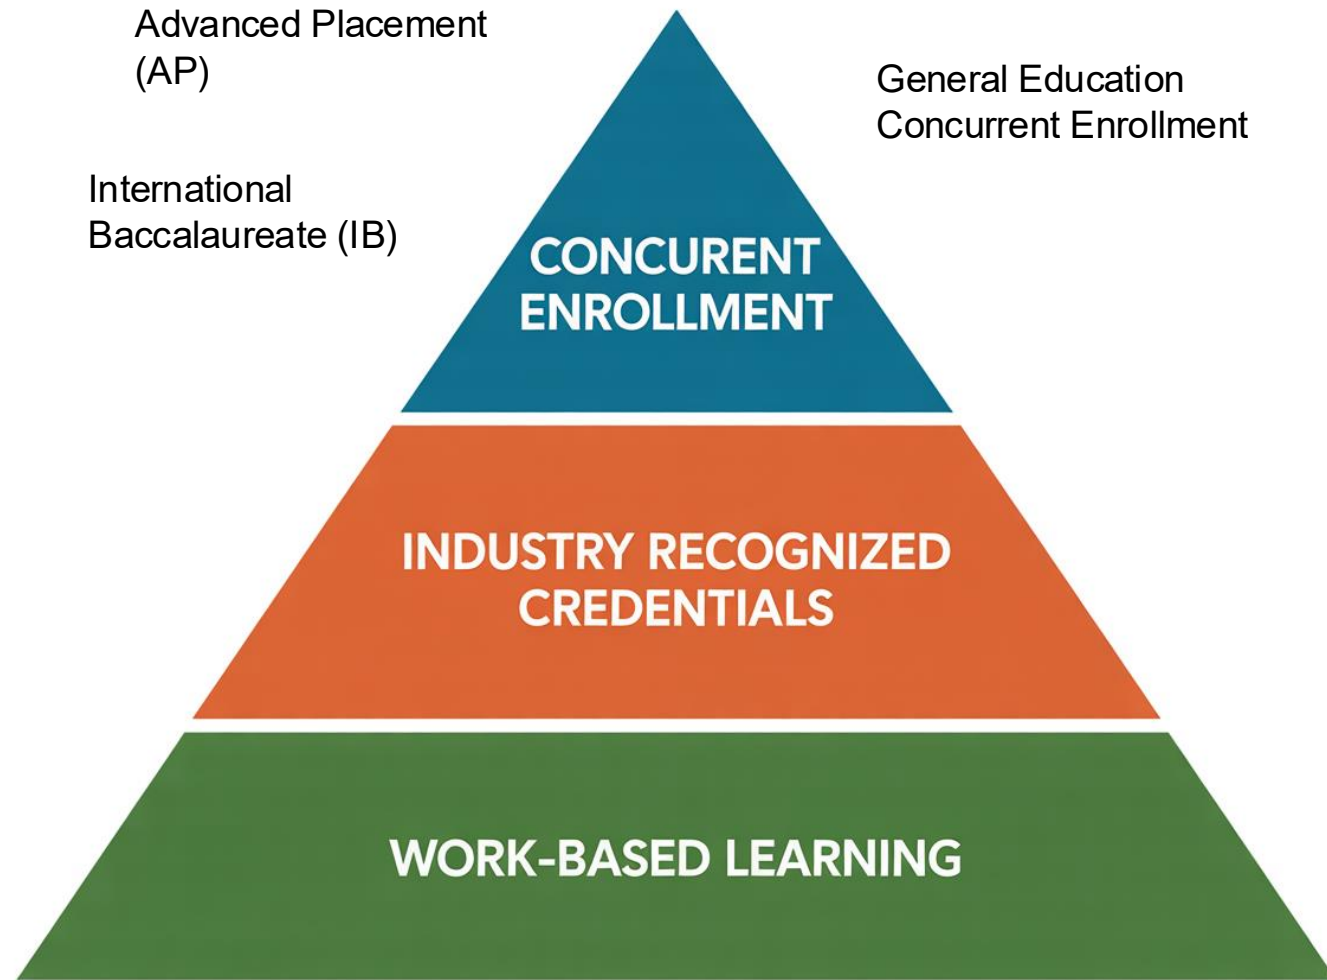 Advanced Placement
(AP)
General Education
Concurrent Enrollment
International
Baccalaureate (IB)
CONCURENT
ENROLLMENT
INDUSTRY RECOGNIZED
CREDENTIALS
WORK-BASED LEARNING